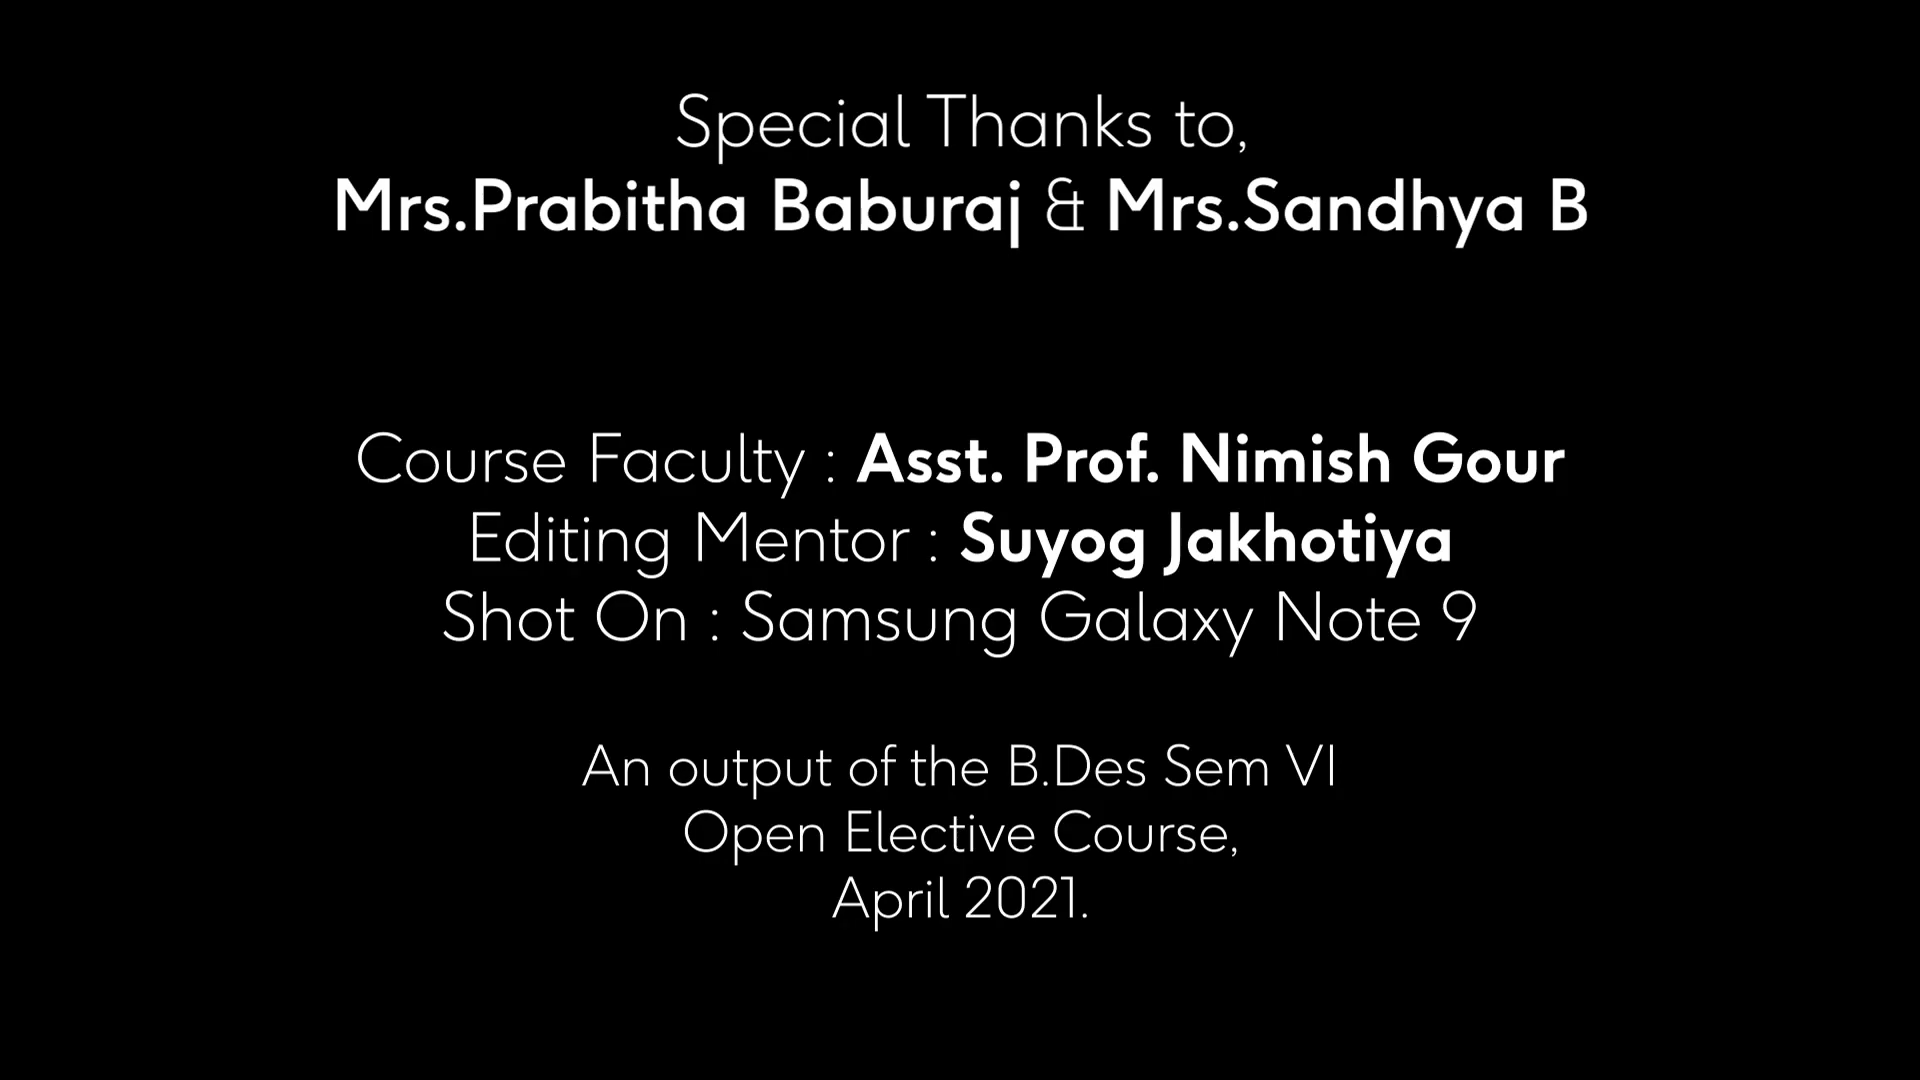 Special Thanks to,
Mrs.Prabitha Baburaj & Mrs.Sandhya B
Course Faculty : Asst. Prof. Nimish Gour
Editing Mentor : Suyog Jakhotiya
Shot On : Samsung Galaxy Note 9
An output of the B.Des Sem VI
Open Elective Course,
April 2021.